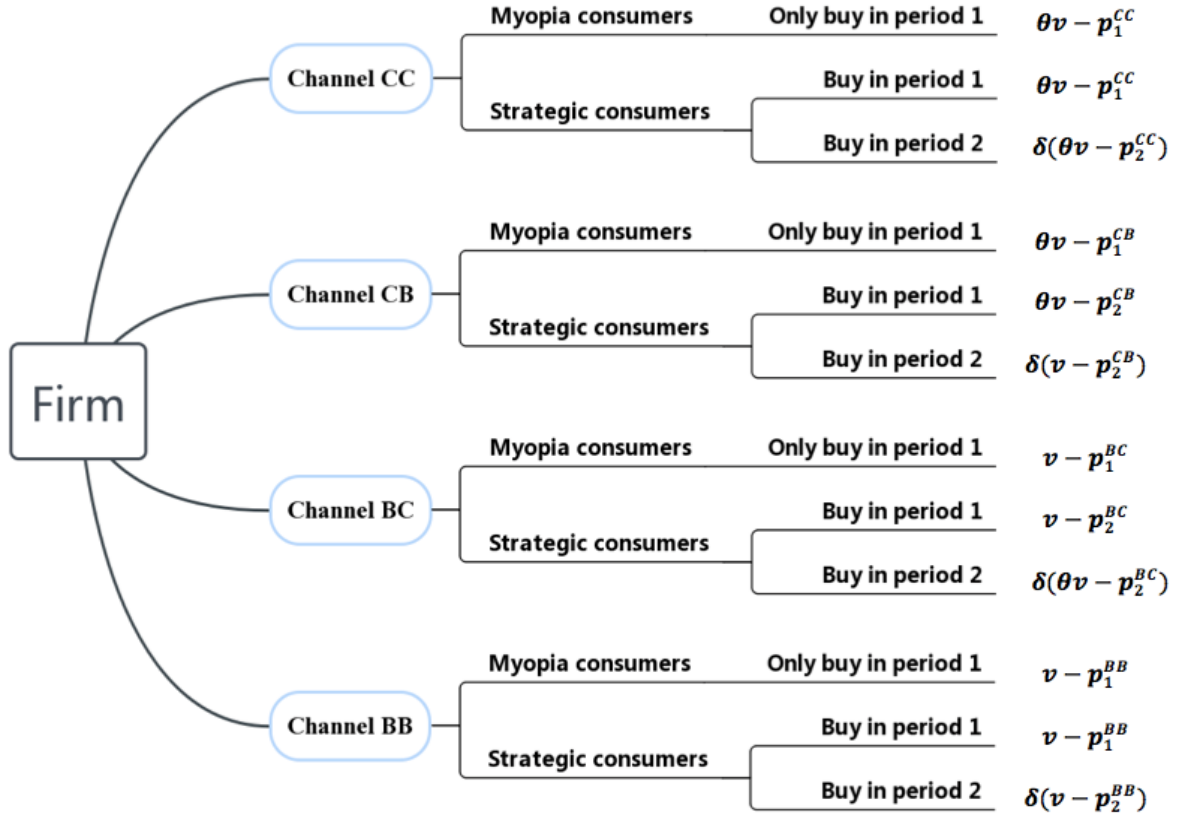 Myopia consumers Only buy in period 1 θv − p₁^CC
Channel CC
Buy in period 1 θv − p₁^CC
Strategic consumers
Buy in period 2 δ(θv − p₂^CC)
Myopia consumers Only buy in period 1 θv − p₁^CB
Channel CB
Buy in period 1 θv − p₂^CB
Strategic consumers
Buy in period 2 δ(v − p₂^CB)
Firm
Myopia consumers Only buy in period 1 v − p₁^BC
Channel BC
Buy in period 1 v − p₂^BC
Strategic consumers
Buy in period 2 δ(θv − p₂^BC)
Myopia consumers Only buy in period 1 v − p₁^BB
Channel BB
Buy in period 1 v − p₁^BB
Strategic consumers
Buy in period 2 δ(v − p₂^BB)